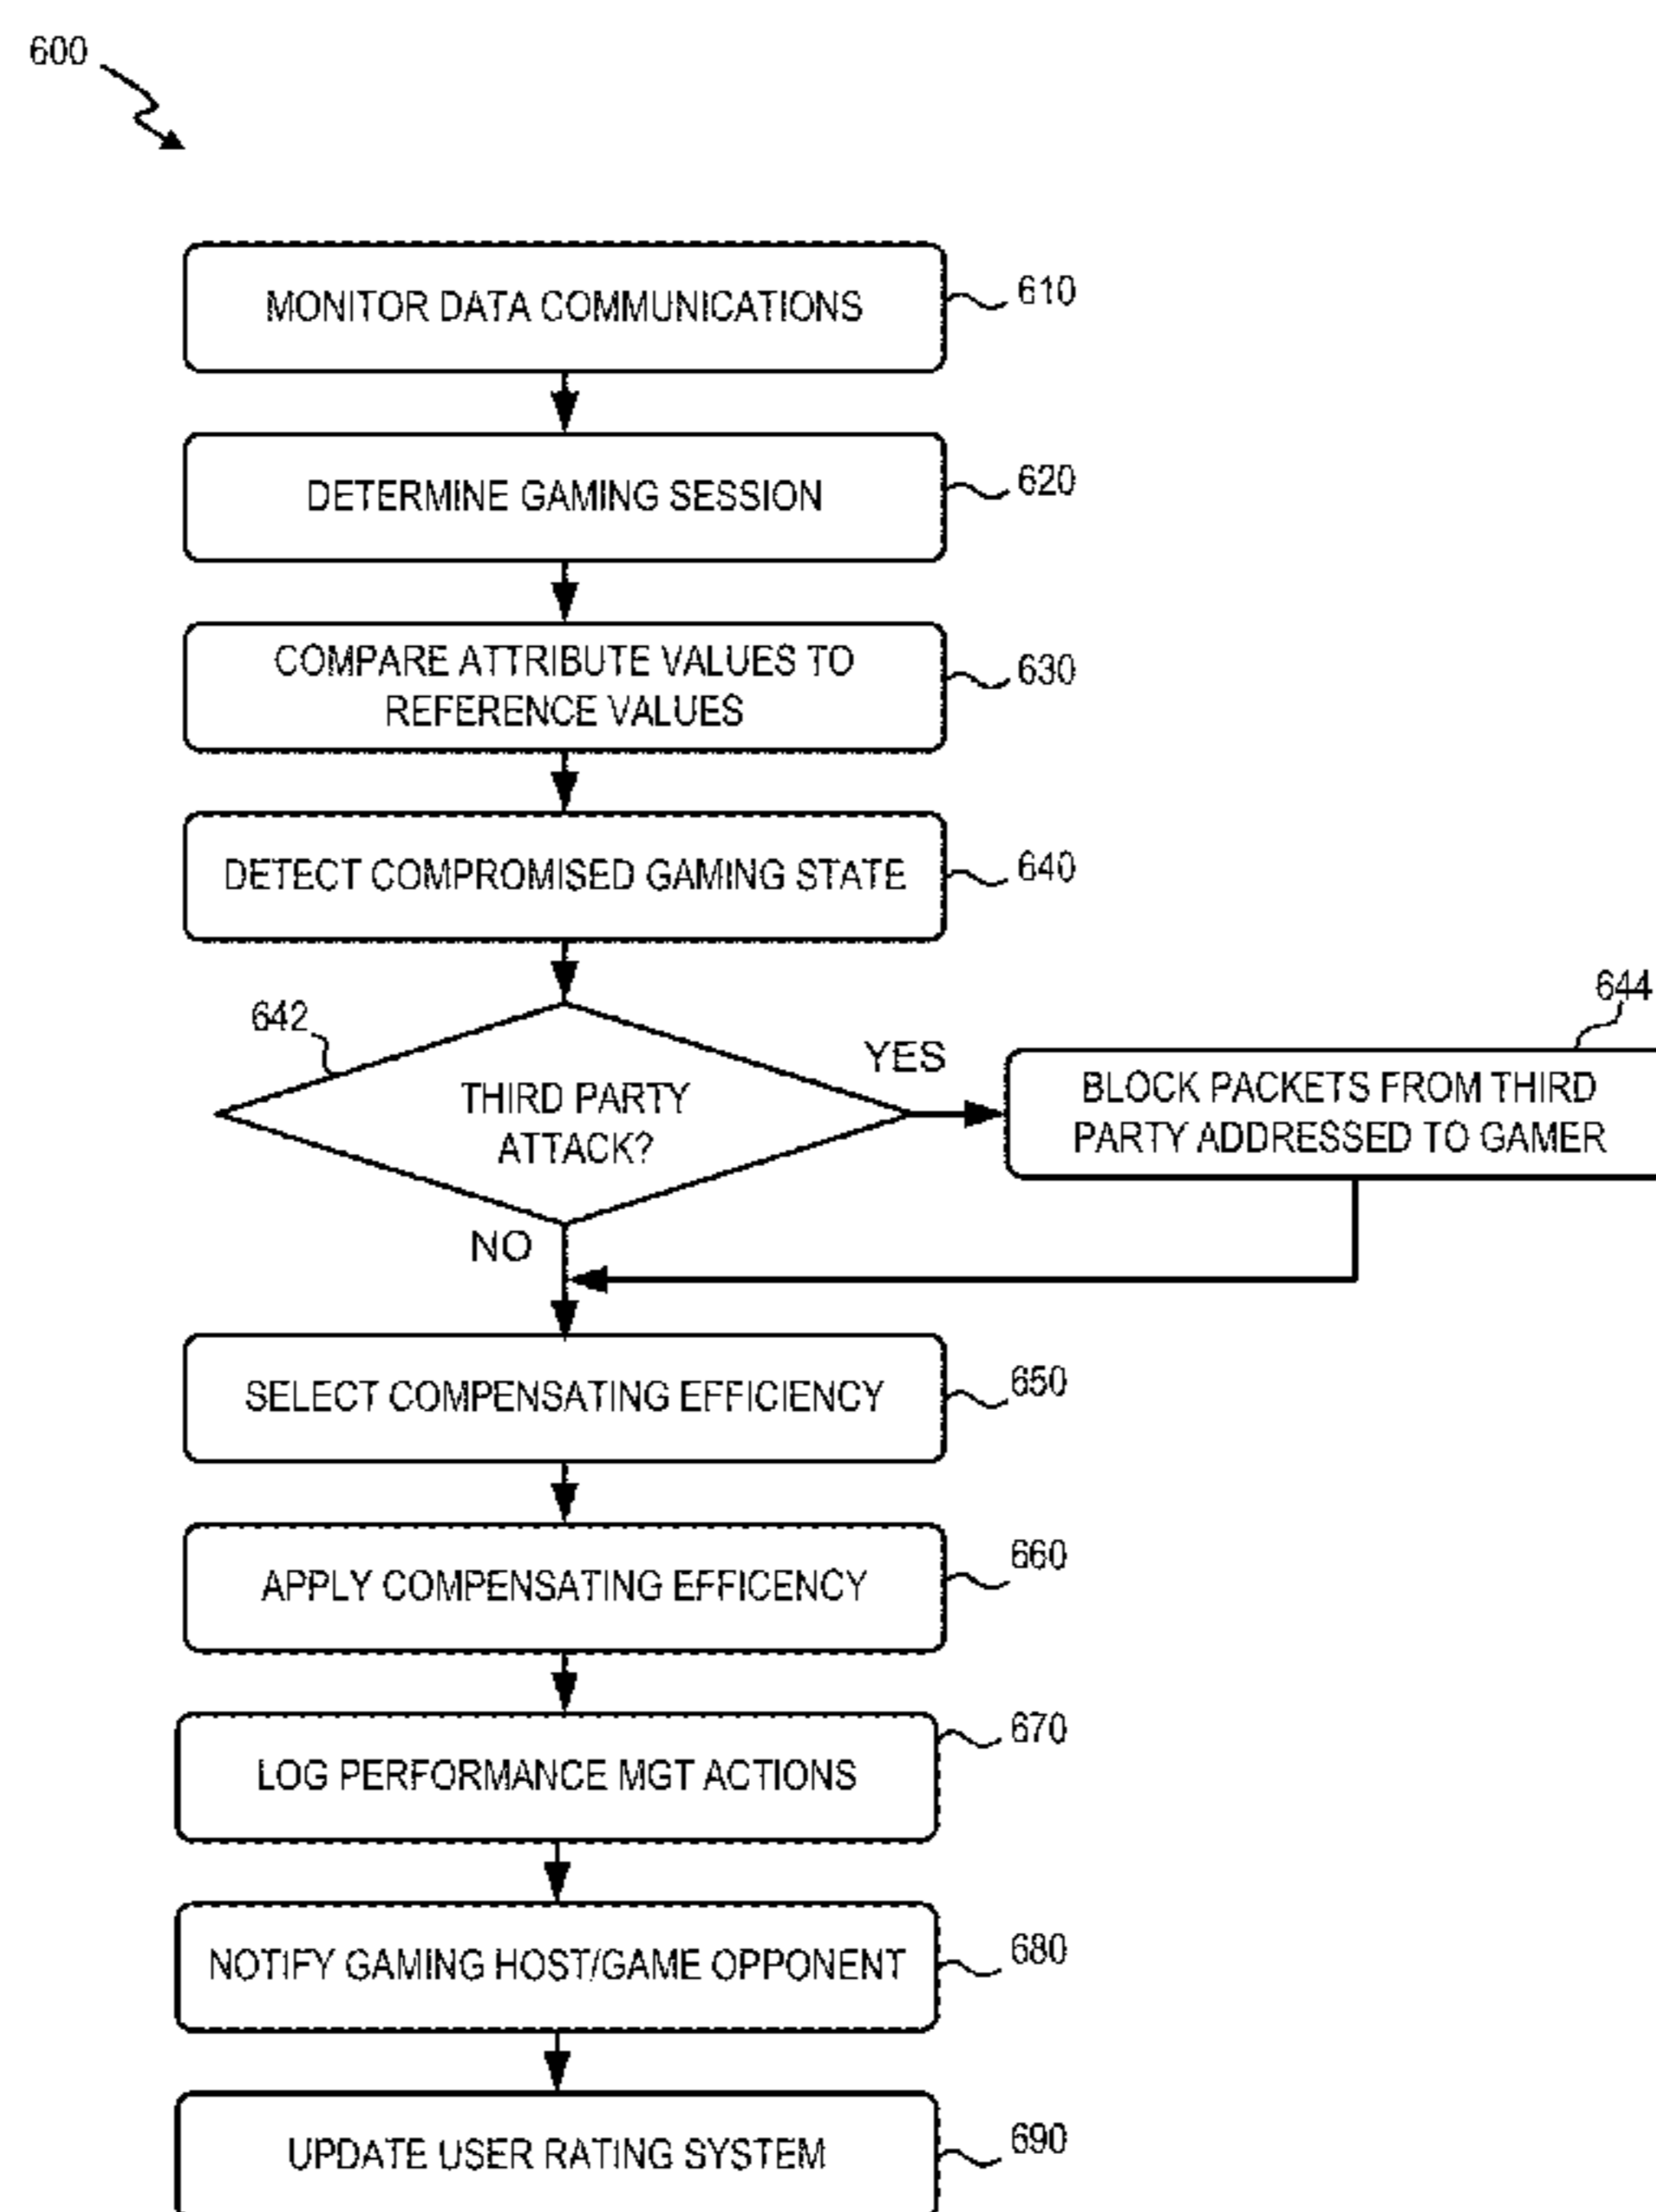 600
MONITOR DATA COMMUNICATIONS
610
DETERMINE GAMING SESSION
620
COMPARE ATTRIBUTE VALUES TO
REFERENCE VALUES
630
DETECT COMPROMISED GAMING STATE
640
642
THIRD PARTY
ATTACK?
YES
644
BLOCK PACKETS FROM THIRD
PARTY ADDRESSED TO GAMER
NO
SELECT COMPENSATING EFFICIENCY
650
APPLY COMPENSATING EFFICENCY
660
LOG PERFORMANCE MGT ACTIONS
670
NOTIFY GAMING HOST/GAME OPPONENT
680
UPDATE USER RATING SYSTEM
690